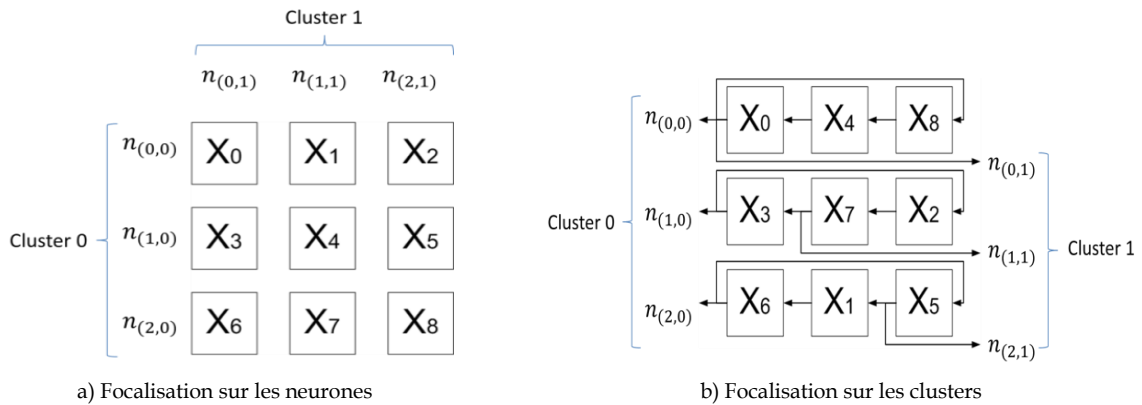 Cluster 1
n(0,1) n(1,1) n(2,1)
n(0,0) X0 X1 X2
Cluster 0 n(1,0) X3 X4 X5
n(2,0) X6 X7 X8
a) Focalisation sur les neurones
n(0,0) X0 X4 X8
n(0,1)
Cluster 0 n(1,0) X3 X7 X2
n(1,1) Cluster 1
n(2,0) X6 X1 X5
n(2,1)
b) Focalisation sur les clusters